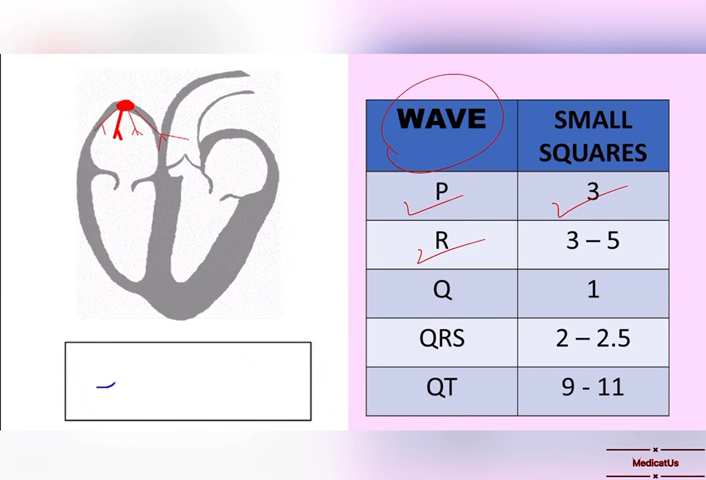 WAVE SMALL SQUARES
P 3
R 3 – 5
Q 1
QRS 2 – 2.5
QT 9 - 11
MedicatUs